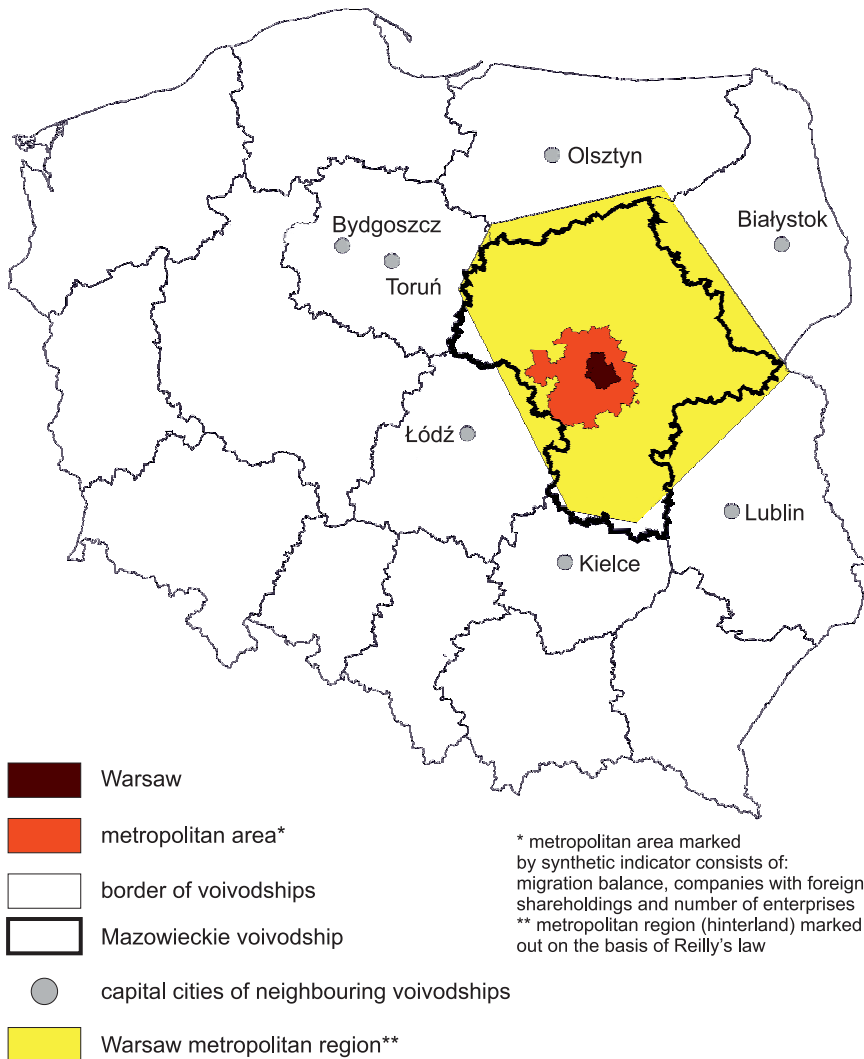 Olsztyn
Białystok
Bydgoszcz
Toruń
Łódź
Lublin
Kielce
Warsaw
metropolitan area*
border of voivodships
Mazowieckie voivodship
capital cities of neighbouring voivodships
Warsaw metropolitan region**
* metropolitan area marked
by synthetic indicator consists of:
migration balance, companies with foreign
shareholdings and number of enterprises
** metropolitan region (hinterland) marked
out on the basis of Reilly's law